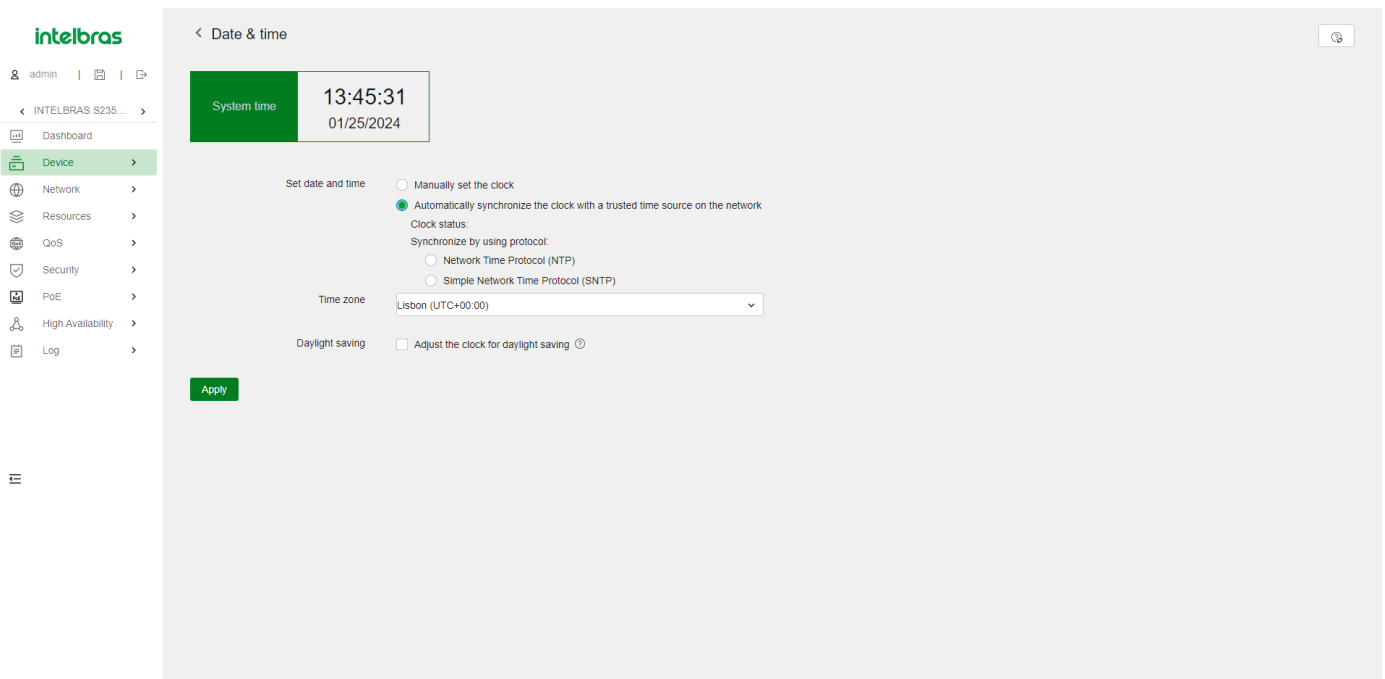 intelbras
admin | |
INTELBRAS S235...
Dashboard
Device
Network
Resources
QoS
Security
PoE
High Availability
Log
Date & time
System time
13:45:31
01/25/2024
Set date and time
Manually set the clock
Automatically synchronize the clock with a trusted time source on the network
Clock status:
Synchronize by using protocol:
Network Time Protocol (NTP)
Simple Network Time Protocol (SNTP)
Time zone
Lisbon (UTC+00:00)
Daylight saving
Adjust the clock for daylight saving
Apply